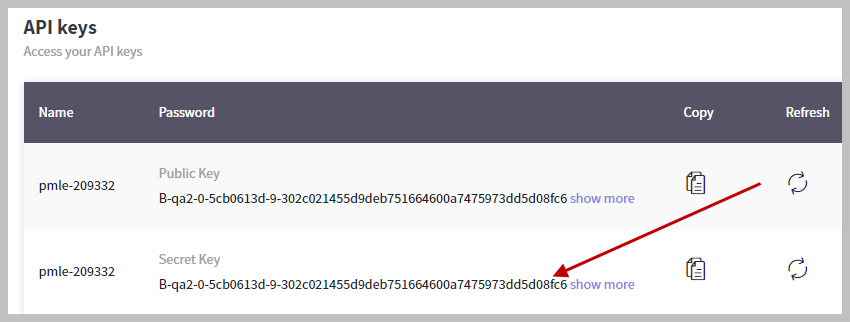 API keys
Access your API keys
Name Password Copy Refresh
Public Key
pmle-209332
B-qa2-0-5cb0613d-9-302c021455d9deb751664600a7475973dd5d08fc6 show more
Secret Key
pmle-209332
B-qa2-0-5cb0613d-9-302c021455d9deb751664600a7475973dd5d08fc6 show more